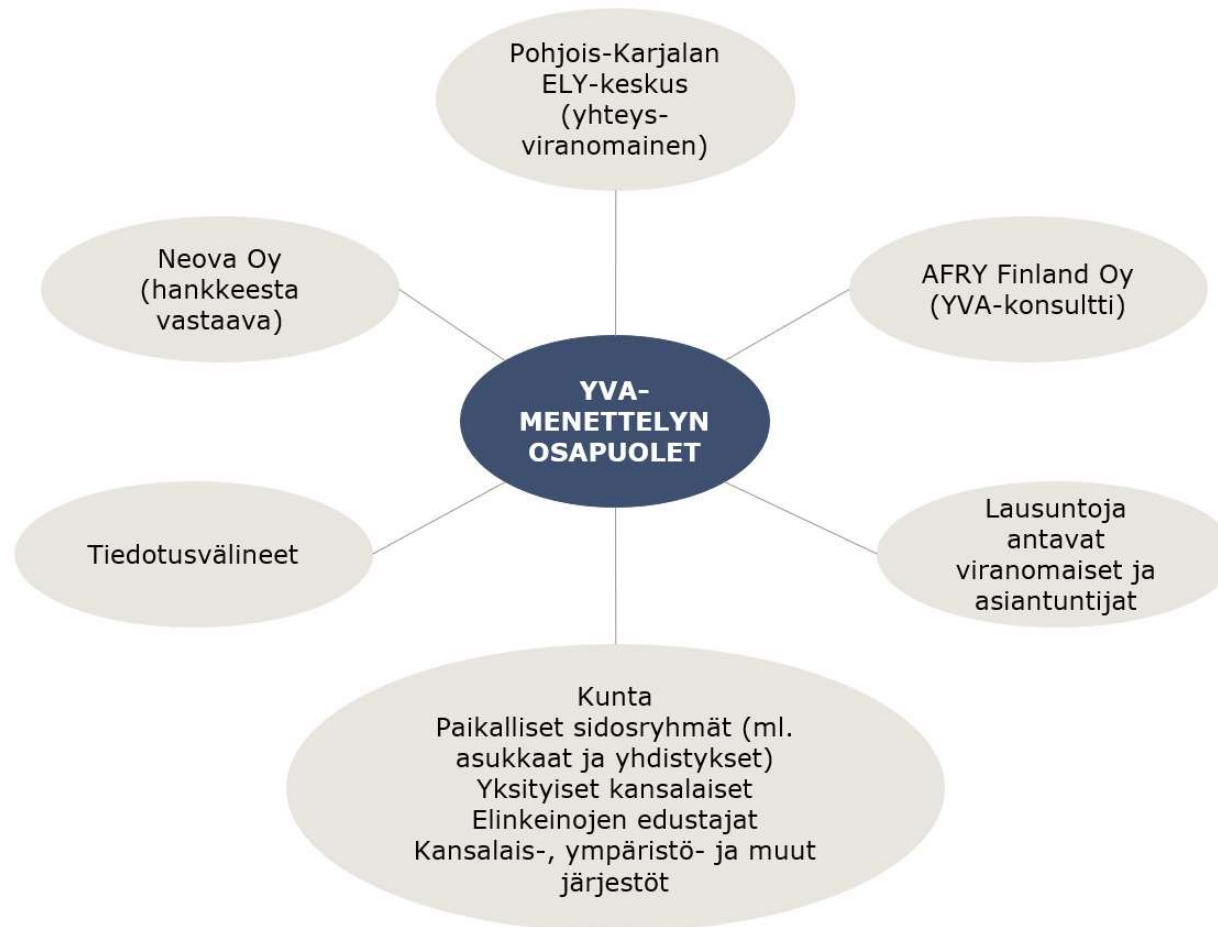 Pohjois-Karjalan
ELY-keskus
(yhteys-
viranomainen)
Neova Oy
(hankkeesta
vastaava)
AFRY Finland Oy
(YVA-konsultti)
YVA–
MENETTELYN
OSAPUOLET
Tiedotusvälineet
Lausuntoja
antavat
viranomaiset ja
asiantuntijat
Kunta
Paikalliset sidosryhmät (ml.
asukkaat ja yhdistykset)
Yksityiset kansalaiset
Elinkeinojen edustajat
Kansalais-, ympäristö- ja muut
järjestöt